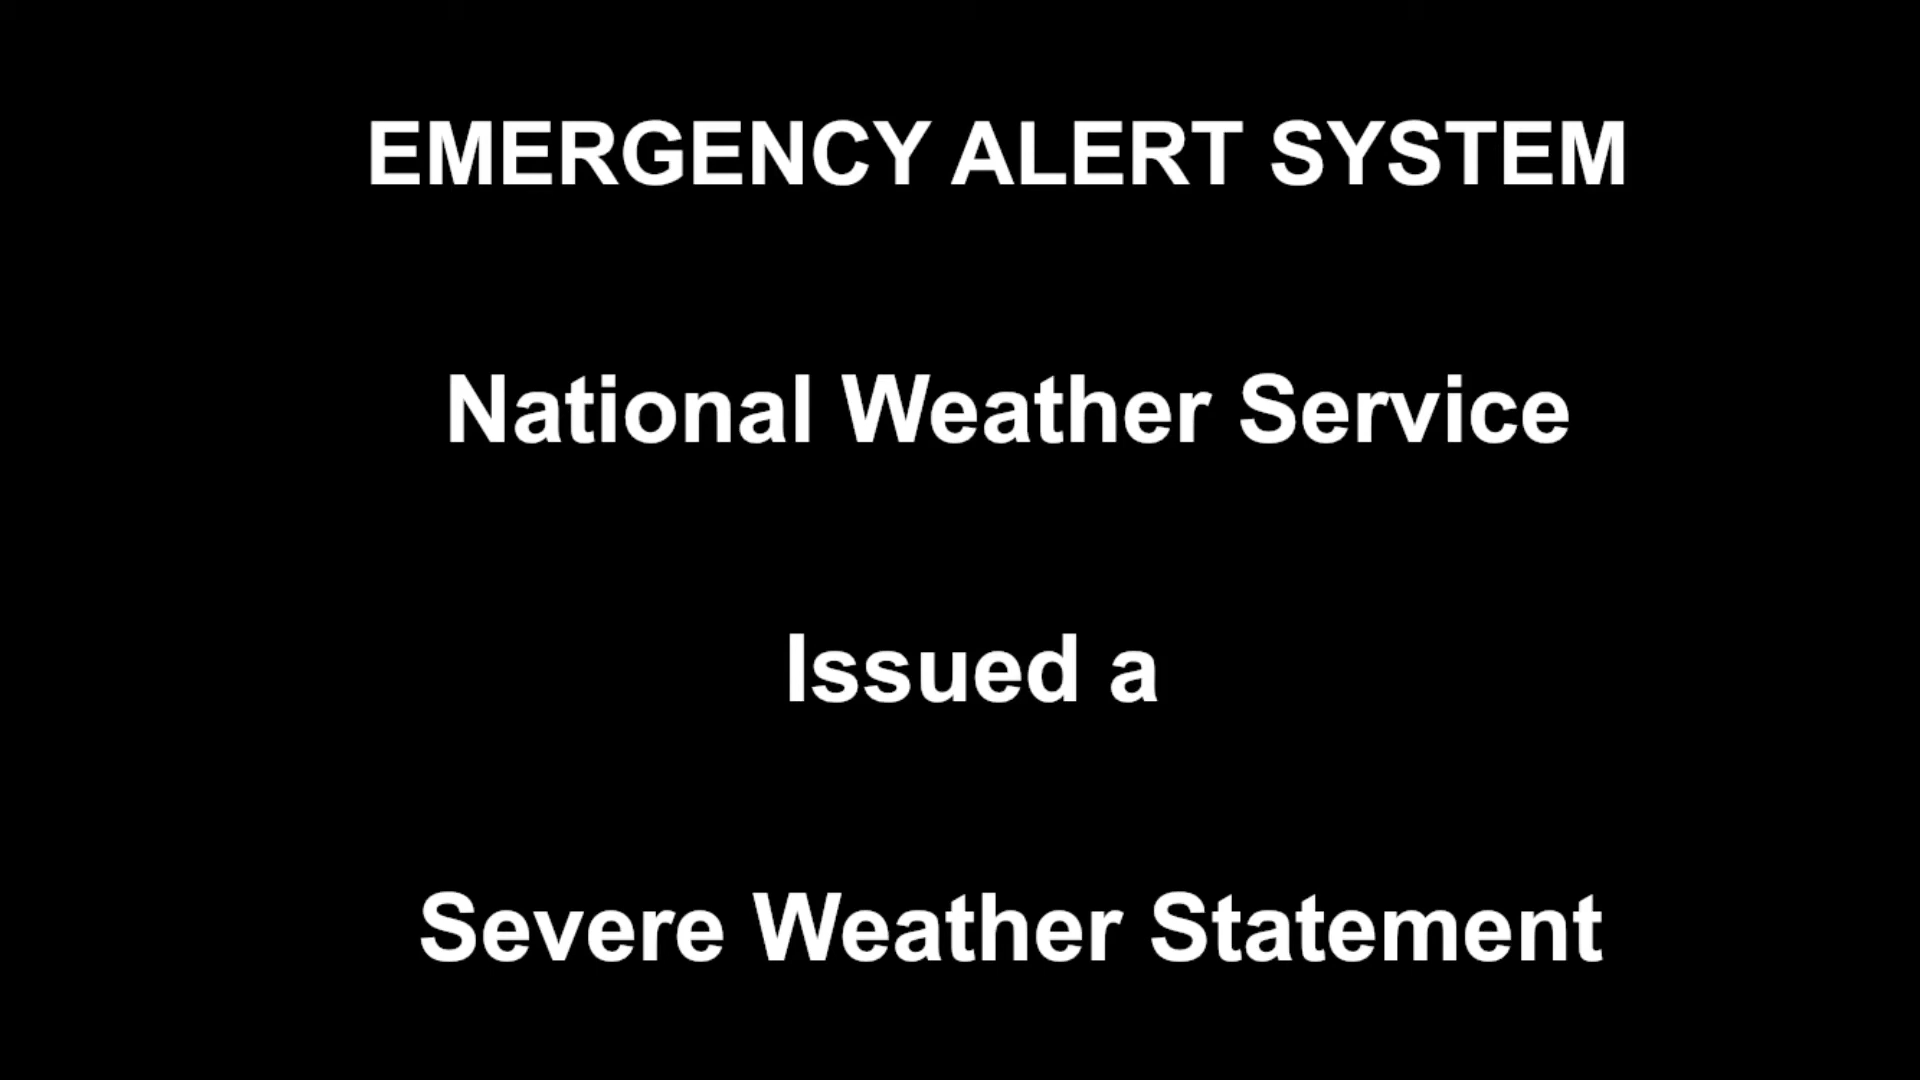 EMERGENCY ALERT SYSTEM
National Weather Service
Issued a
Severe Weather Statement